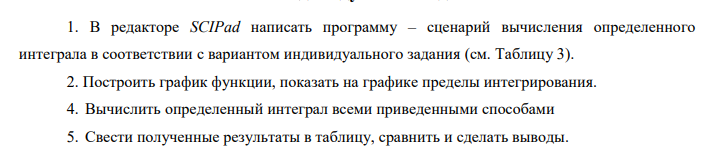 1. В редакторе SCIPad написать программу – сценарий вычисления определенного
интеграла в соответствии с вариантом индивидуального задания (см. Таблицу 3).
2. Построить график функции, показать на графике пределы интегрирования.
4. Вычислить определенный интеграл всеми приведенными способами
5. Свести полученные результаты в таблицу, сравнить и сделать выводы.